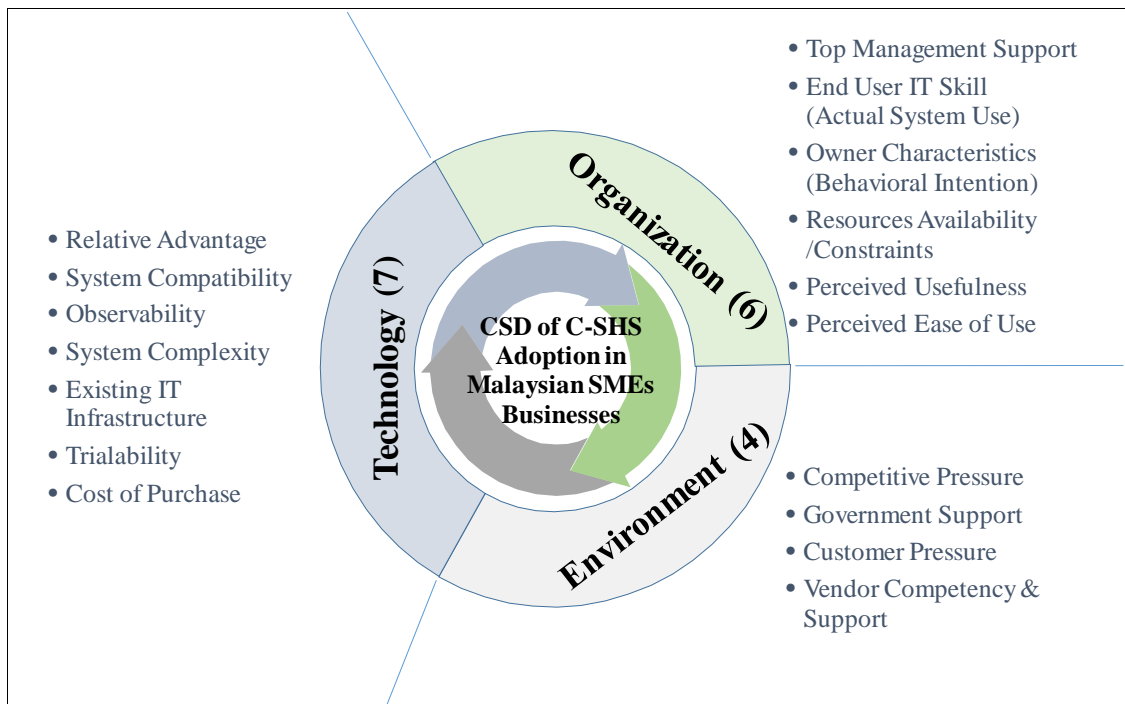 • Relative Advantage
• System Compatibility
• Observability
• System Complexity
• Existing IT
Infrastructure
• Trialability
• Cost of Purchase
Technology (7)
Organization (6)
• Top Management Support
• End User IT Skill
(Actual System Use)
• Owner Characteristics
(Behavioral Intention)
• Resources Availability
/Constraints
• Perceived Usefulness
• Perceived Ease of Use
CSD of C-SHS
Adoption in
Malaysian SMEs
Businesses
Environment (4)
• Competitive Pressure
• Government Support
• Customer Pressure
• Vendor Competency &
Support